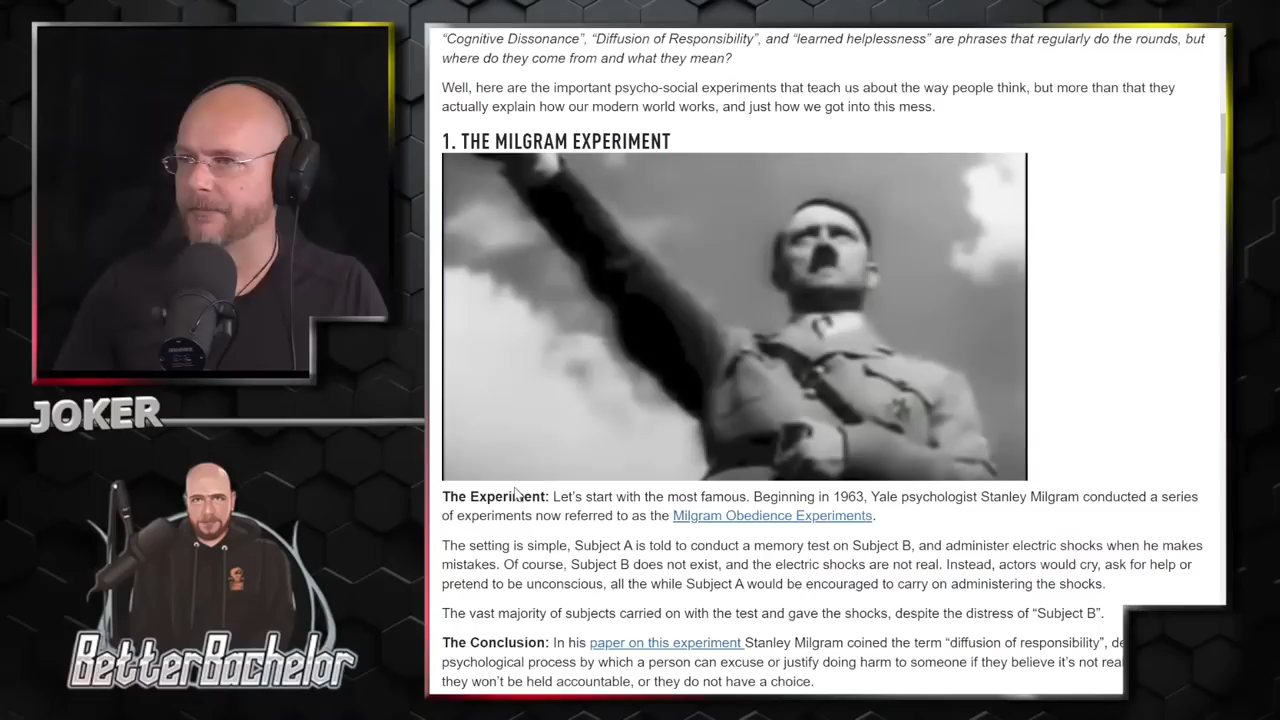 “Cognitive Dissonance”, “Diffusion of Responsibility”, and “learned helplessness” are phrases that regularly do the rounds, but
where do they come from and what they mean?
Well, here are the important psycho-social experiments that teach us about the way people think, but more than that they
actually explain how our modern world works, and just how we got into this mess.
1. THE MILGRAM EXPERIMENT
The Experiment: Let’s start with the most famous. Beginning in 1963, Yale psychologist Stanley Milgram conducted a series
of experiments now referred to as the Milgram Obedience Experiments.
The setting is simple, Subject A is told to conduct a memory test on Subject B, and administer electric shocks when he makes
mistakes. Of course, Subject B does not exist, and the electric shocks are not real. Instead, actors would cry, ask for help or
pretend to be unconscious, all the while Subject A would be encouraged to carry on administering the shocks.
The vast majority of subjects carried on with the test and gave the shocks, despite the distress of “Subject B”.
The Conclusion: In his paper on this experiment Stanley Milgram coined the term “diffusion of responsibility”, de
psychological process by which a person can excuse or justify doing harm to someone if they believe it’s not rea
they won’t be held accountable, or they do not have a choice.
JOKER
BetterBachelor